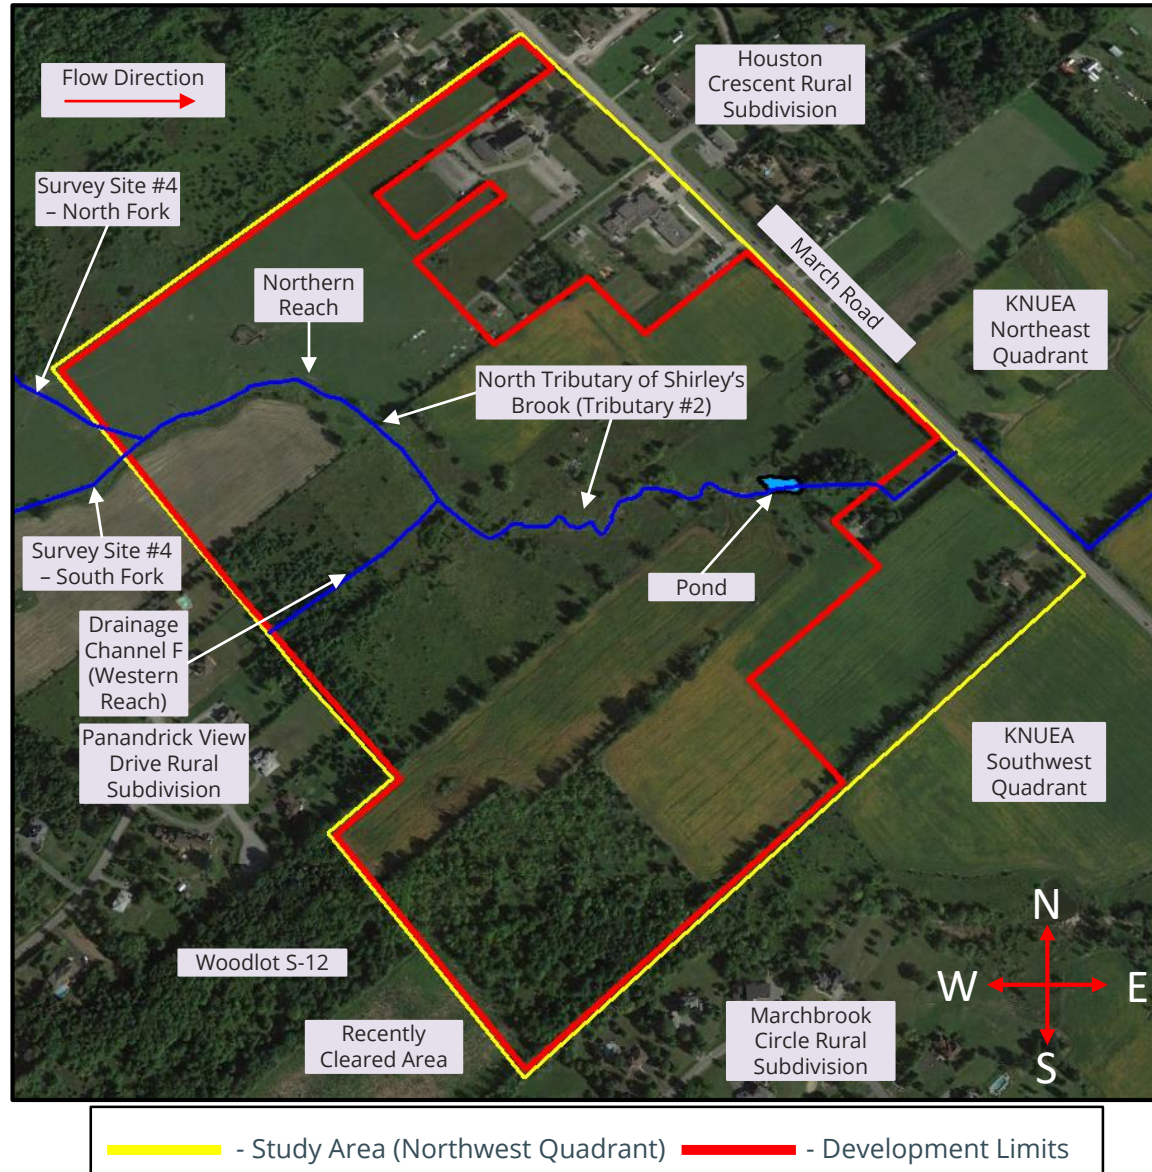 Flow Direction
Houston
Crescent Rural
Subdivision
Survey Site #4
– North Fork
March Road
Northern
Reach
KNUEA
Northeast
Quadrant
North Tributary of Shirley's
Brook (Tributary #2)
Survey Site #4
– South Fork
Pond
Drainage
Channel F
(Western
Reach)
Panandrick View
Drive Rural
Subdivision
KNUEA
Southwest
Quadrant
Woodlot S-12
Recently
Cleared Area
Marchbrook
Circle Rural
Subdivision
N
W
E
S
- Study Area (Northwest Quadrant)
- Development Limits